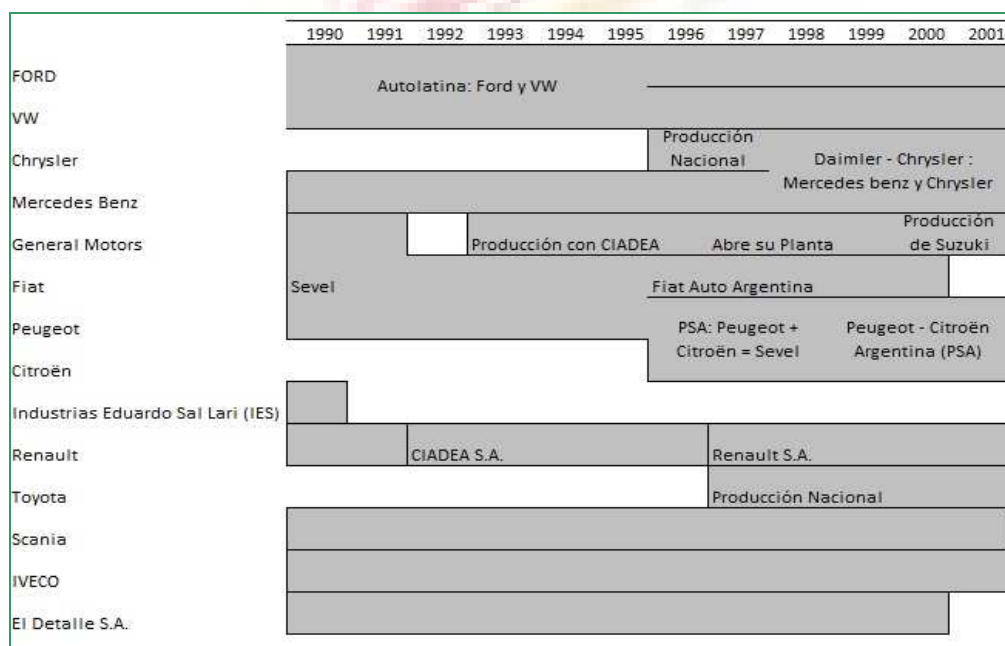 1990 1991 1992 1993 1994 1995 1996 1997 1998 1999 2000 2001
FORD
Autolatina: Ford y VW
VW
Producción
Chrysler Nacional Daimler - Chrysler :
Mercedes benz y Chrysler
Mercedes Benz
Producción
General Motors Producción con CIADEA Abre su Planta de Suzuki
Fiat Sevel Fiat Auto Argentina
Peugeot PSA: Peugeot + Peugeot - Citroën
Citroën = Sevel Argentina (PSA)
Citroën
Industrias Eduardo Sal Lari (IES)
Renault CIADEA S.A. Renault S.A.
Toyota Producción Nacional
Scania
IVECO
El Detalle S.A.